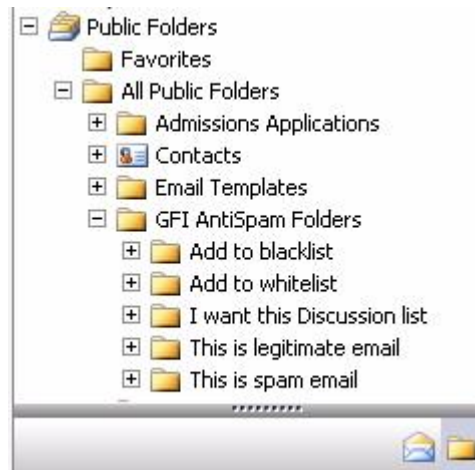 Public Folders
Favorites
All Public Folders
Admissions Applications
Contacts
Email Templates
GFI AntiSpam Folders
Add to blacklist
Add to whitelist
I want this Discussion list
This is legitimate email
This is spam email